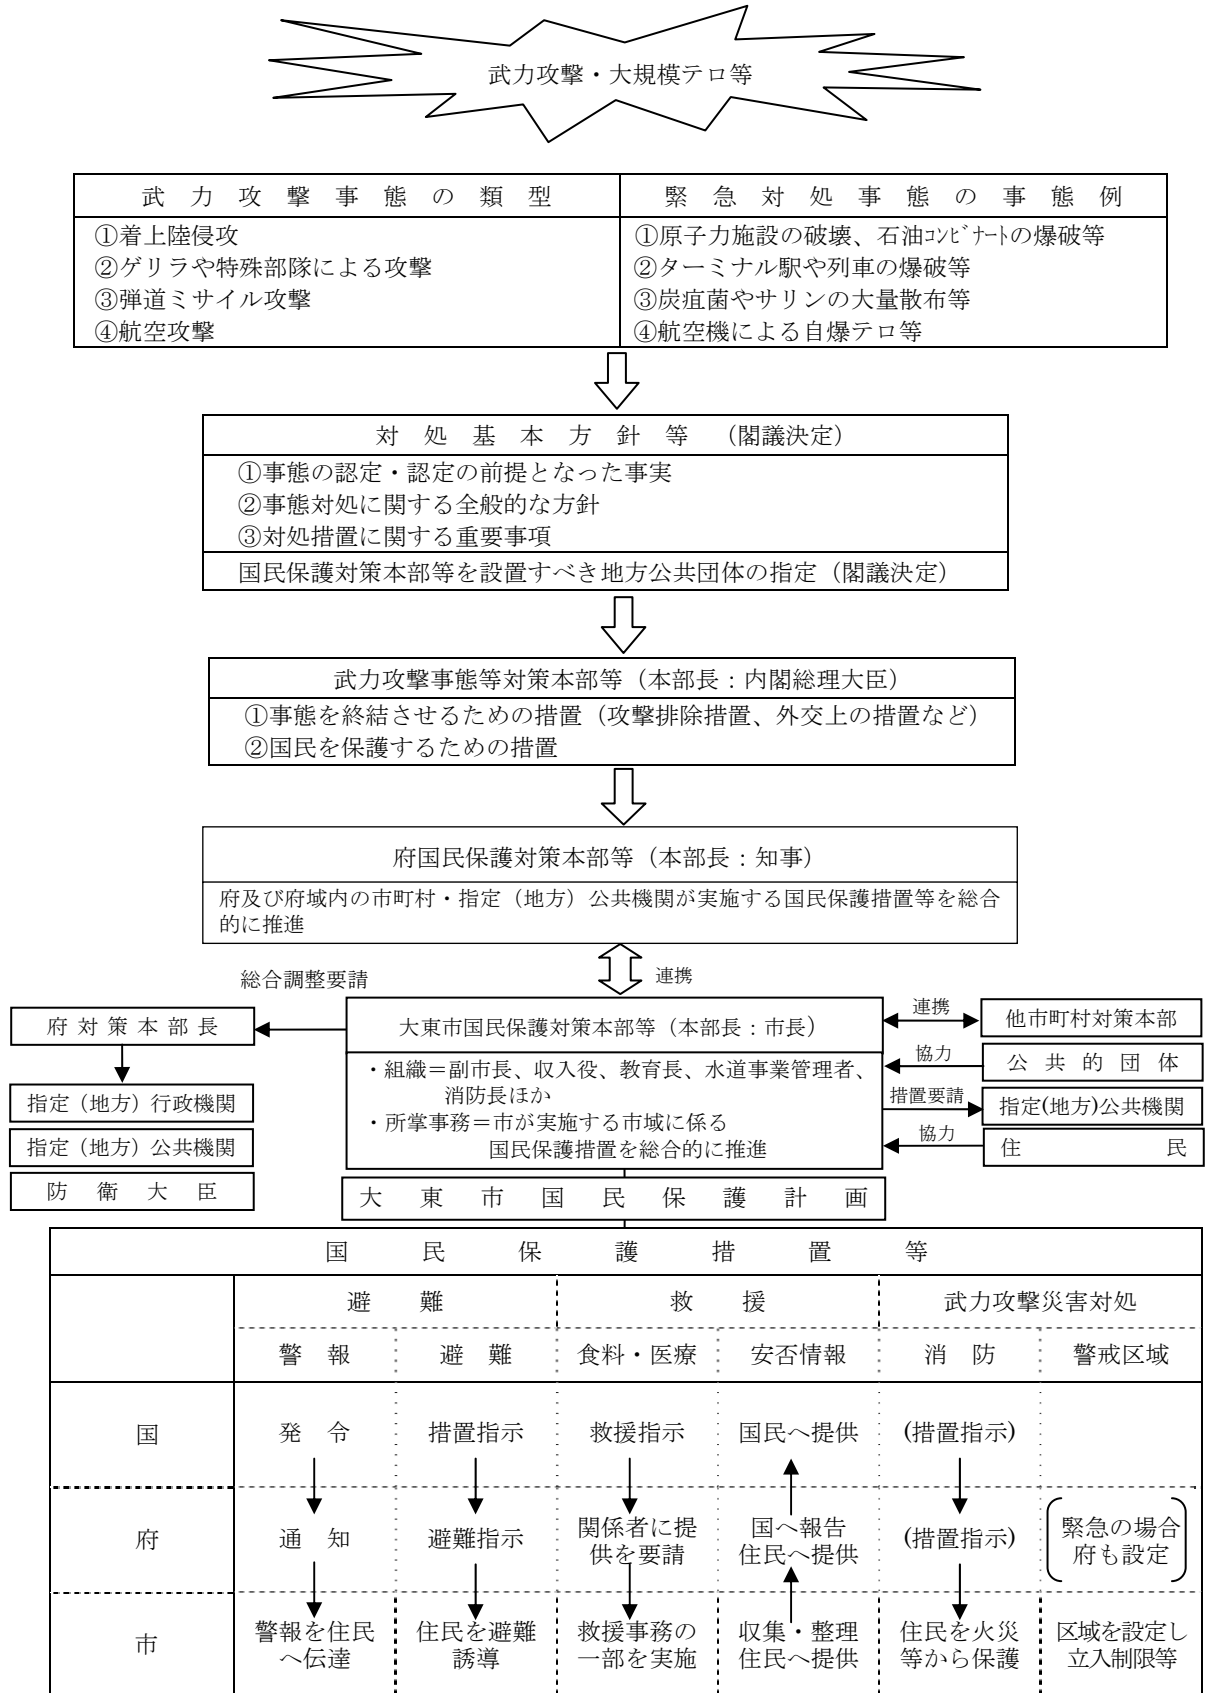 武力攻撃・大規模テロ等
武力攻撃事態の類型
①着上陸侵攻
②ゲリラや特殊部隊による攻撃
③弾道ミサイル攻撃
④航空攻撃
緊急対処事態の事態例
①原子力施設の破壊、石油ｺﾝﾋﾞﾅｰﾄの爆破等
②ターミナル駅や列車の爆破等
③炭疽菌やサリンの大量散布等
④航空機による自爆テロ等
対処基本方針等（閣議決定）
①事態の認定・認定の前提となった事実
②事態対処に関する全般的な方針
③対処措置に関する重要事項
国民保護対策本部等を設置すべき地方公共団体の指定（閣議決定）
武力攻撃事態等対策本部等（本部長：内閣総理大臣）
①事態を終結させるための措置（攻撃排除措置、外交上の措置など）
②国民を保護するための措置
府国民保護対策本部等（本部長：知事）
府及び府域内の市町村・指定（地方）公共機関が実施する国民保護措置等を総合
的に推進
総合調整要請
連携
府対策本部長
指定（地方）行政機関
指定（地方）公共機関
防衛大臣
大東市国民保護対策本部等（本部長：市長）
・組織＝副市長、収入役、教育長、水道事業管理者、
消防長ほか
・所掌事務＝市が実施する市域に係る
国民保護措置を総合的に推進
連携
他市町村対策本部
協力
公共的団体
措置要請
指定(地方)公共機関
協力
住民
大東市国民保護計画
国民保護措置等
避難
救援
武力攻撃災害対処
警報
避難
食料・医療
安否情報
消防
警戒区域
国
発令
措置指示
救援指示
国民へ提供
(措置指示)
府
通知
避難指示
関係者に提
供を要請
国へ報告
住民へ提供
(措置指示)
緊急の場合
府も設定
市
警報を住民
へ伝達
住民を避難
誘導
救援事務の
一部を実施
収集・整理
住民へ提供
住民を火災
等から保護
区域を設定し
立入制限等